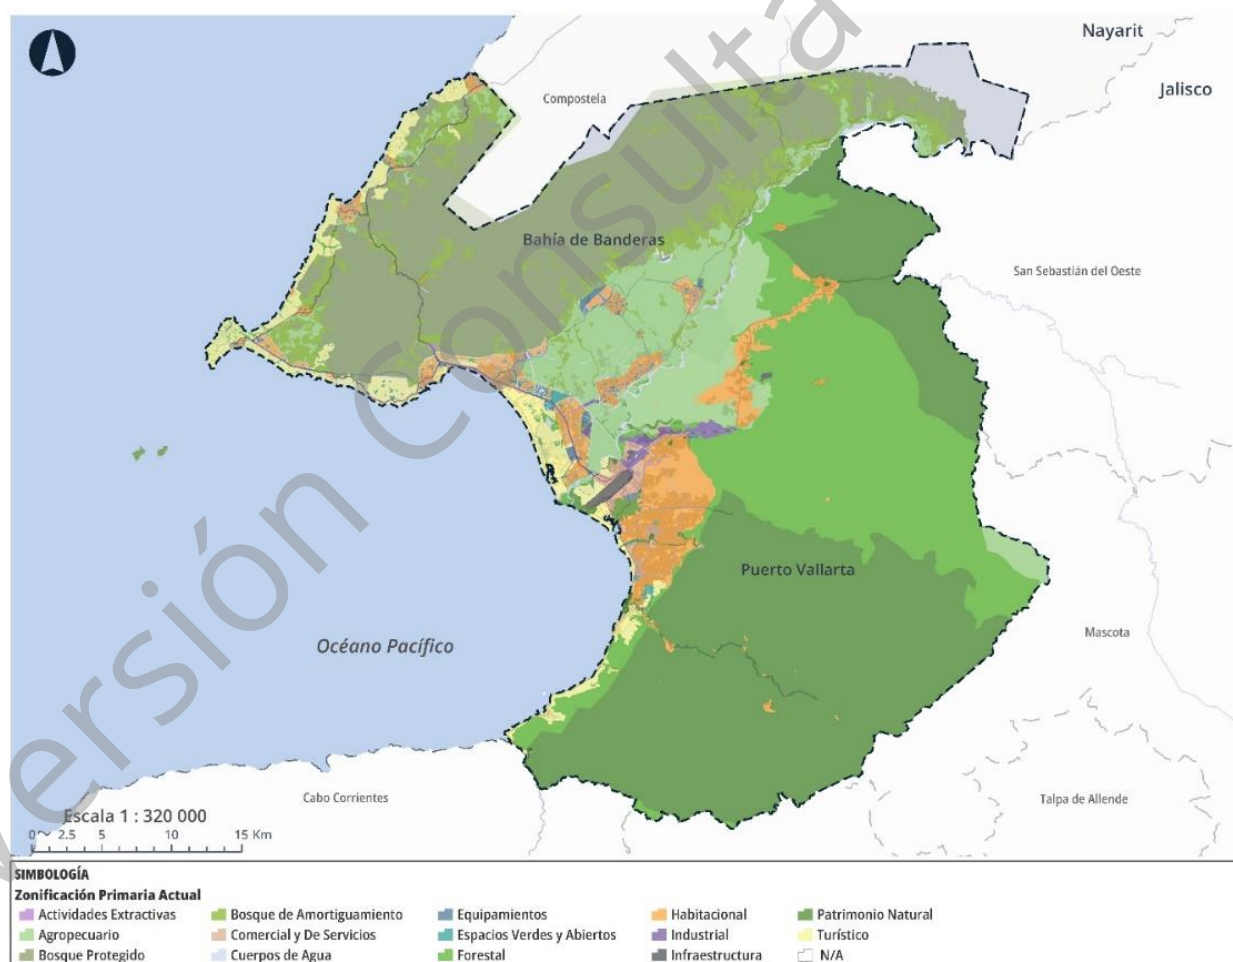 Nayarit
Jalisco
Compostela
Bahía de Banderas
San Sebastián del Oeste
Puerto Vallarta
Océano Pacífico
Mascota
Cabo Corrientes
Talpa de Allende
Escala 1 : 320 000
0 2.5 5 10 15 Km
versión Consulta
SIMBOLOGÍA
Zonificación Primaria Actual
Actividades Extractivas
Agropecuario
Bosque Protegido
Bosque de Amortiguamiento
Comercial y De Servicios
Cuerpos de Agua
Equipamientos
Espacios Verdes y Abiertos
Forestal
Habitacional
Industrial
Infraestructura
Patrimonio Natural
Turístico
N/A